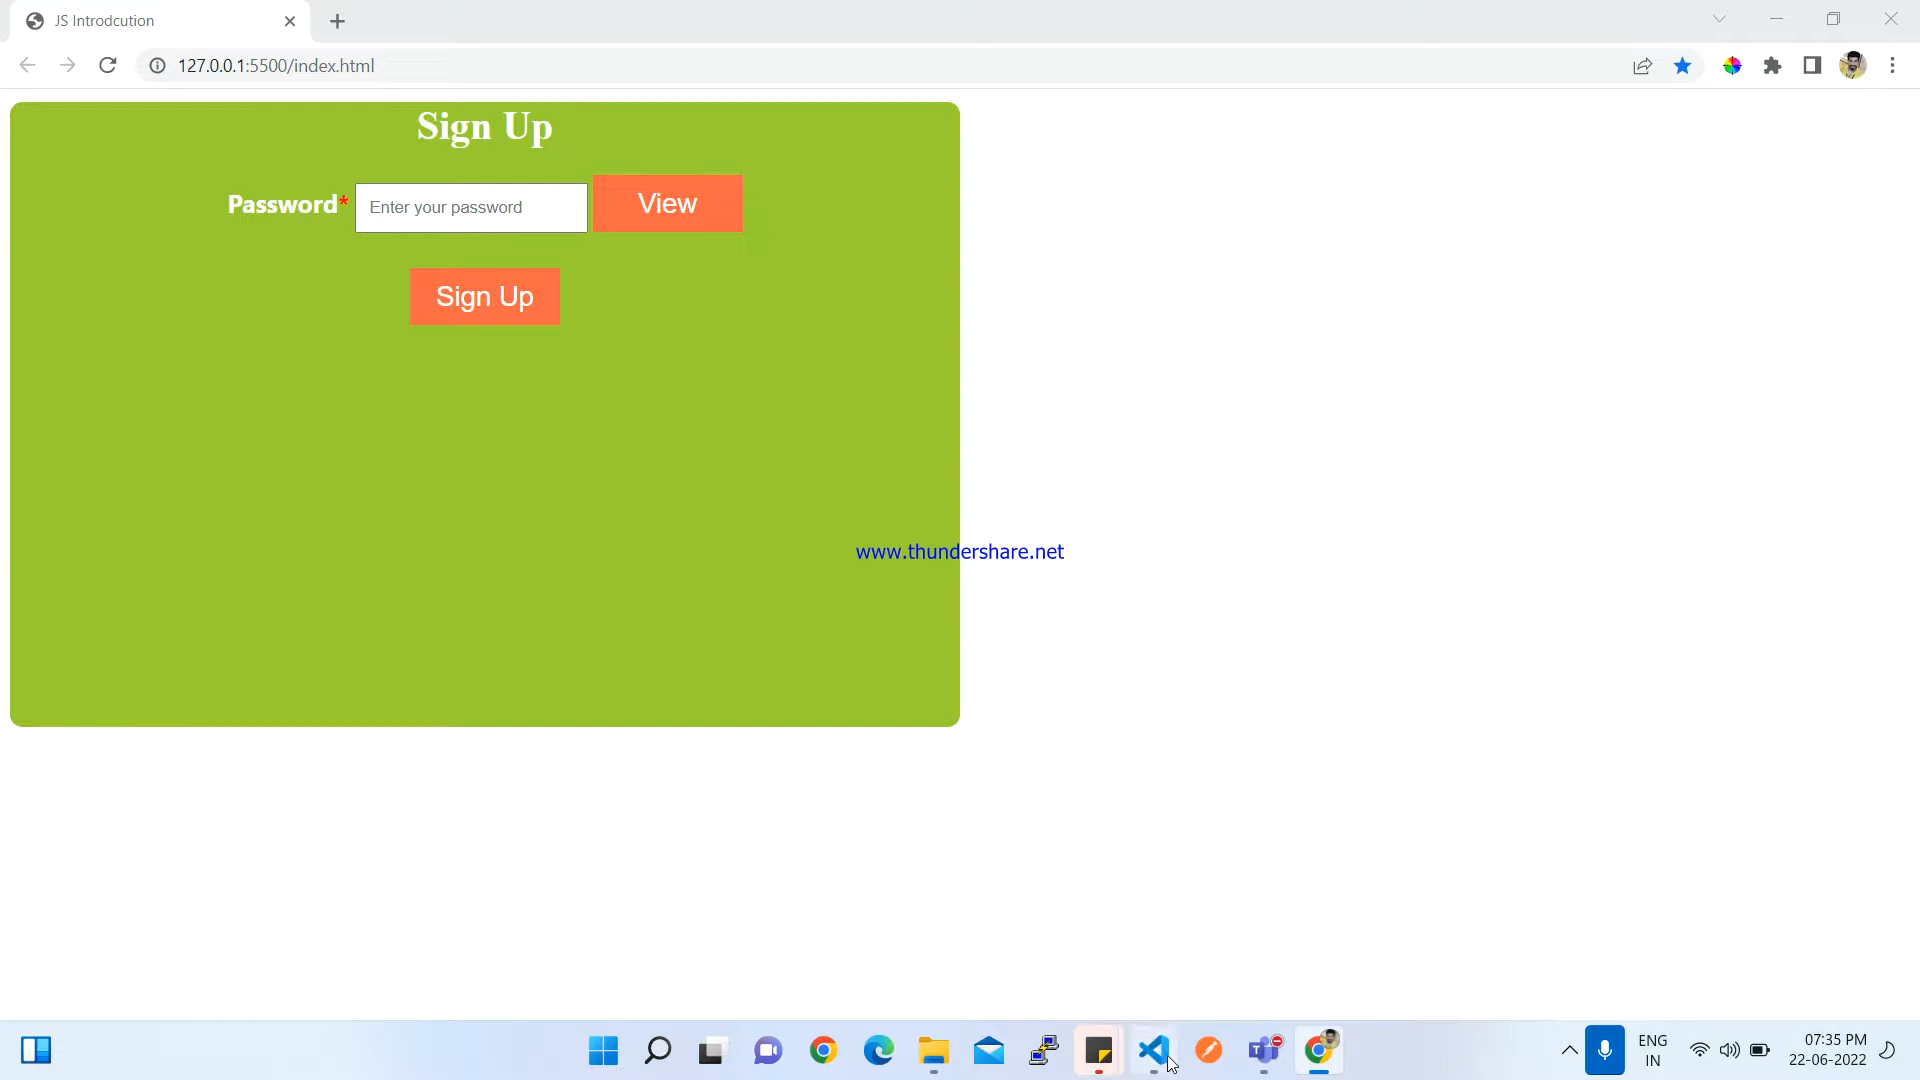 JS Introdcution
127.0.0.1:5500/index.html
Sign Up
Password* Enter your password View
Sign Up
www.thundershare.net
ENG
IN
07:35 PM
22-06-2022